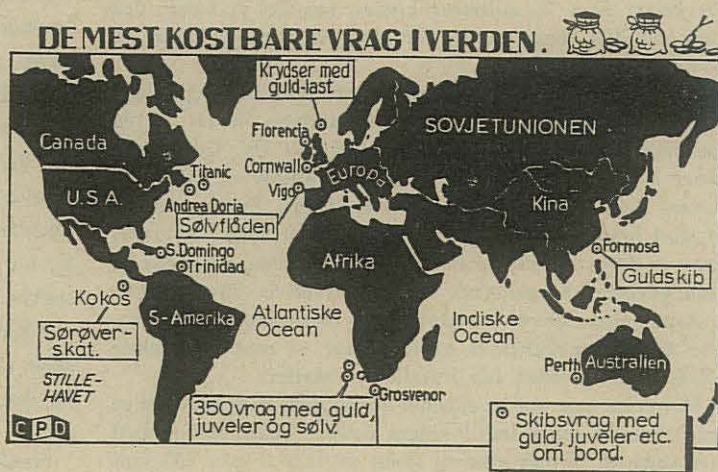 DE MEST KOSTBARE VRAG I VERDEN.
Krydser med
guld-last
Canada
Florencia
SOVJETUNIONEN
Titanic
Cornwall
Europa
U.S.A.
Vigo
Kina
Andrea Doria
Sølvflåden
S.Domingo
Trinidad
Afrika
Formosa
Guldskib
Kokos
Sørøver-
skat.
S-Amerika
Atlantiske
Ocean
Indiske
Ocean
STILLE-
HAVET
Perth
Australien
Grosvenor
350 vrag med guld,
juveler og sølv.
CPD
Skibsvrag med
guld, juveler etc.
om bord.